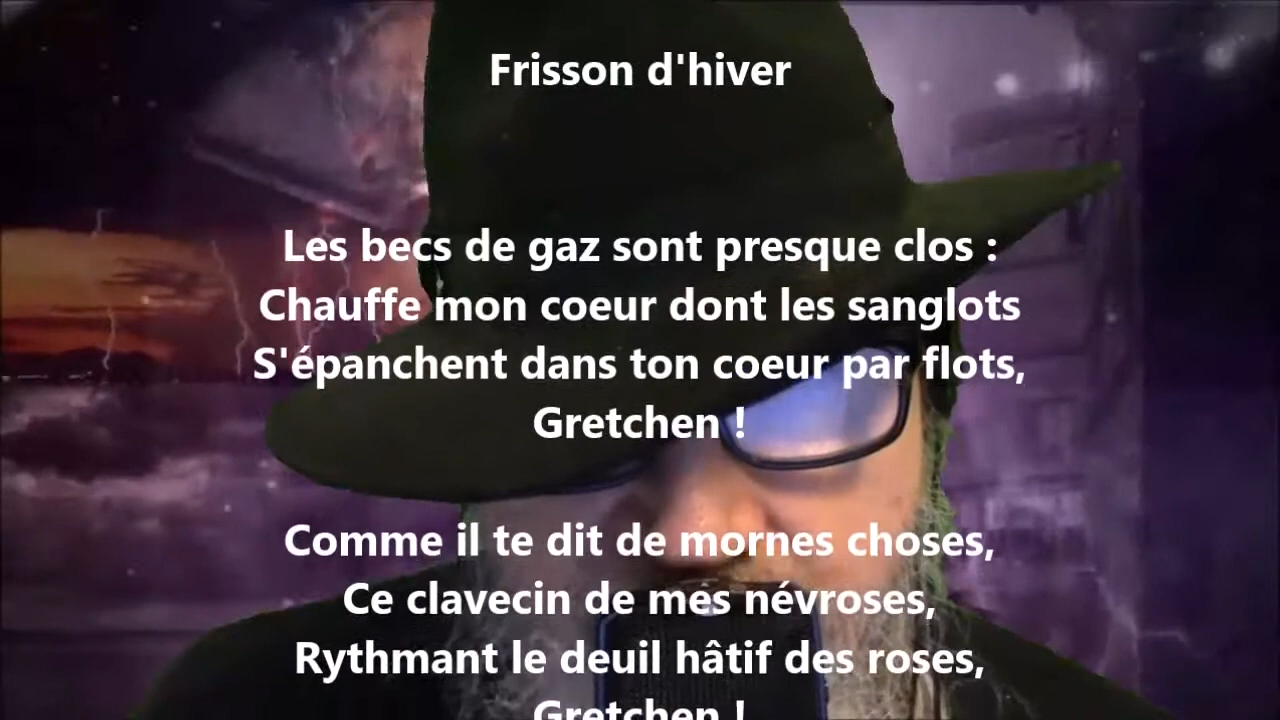 Frisson d'hiver
Les becs de gaz sont presque clos :
Chauffe mon coeur dont les sanglots
S'épanchent dans ton coeur par flots,
Gretchen !
Comme il te dit de mornes choses,
Ce clavecin de mes névroses,
Rythmant le deuil hâtif des roses,
Gretchen !